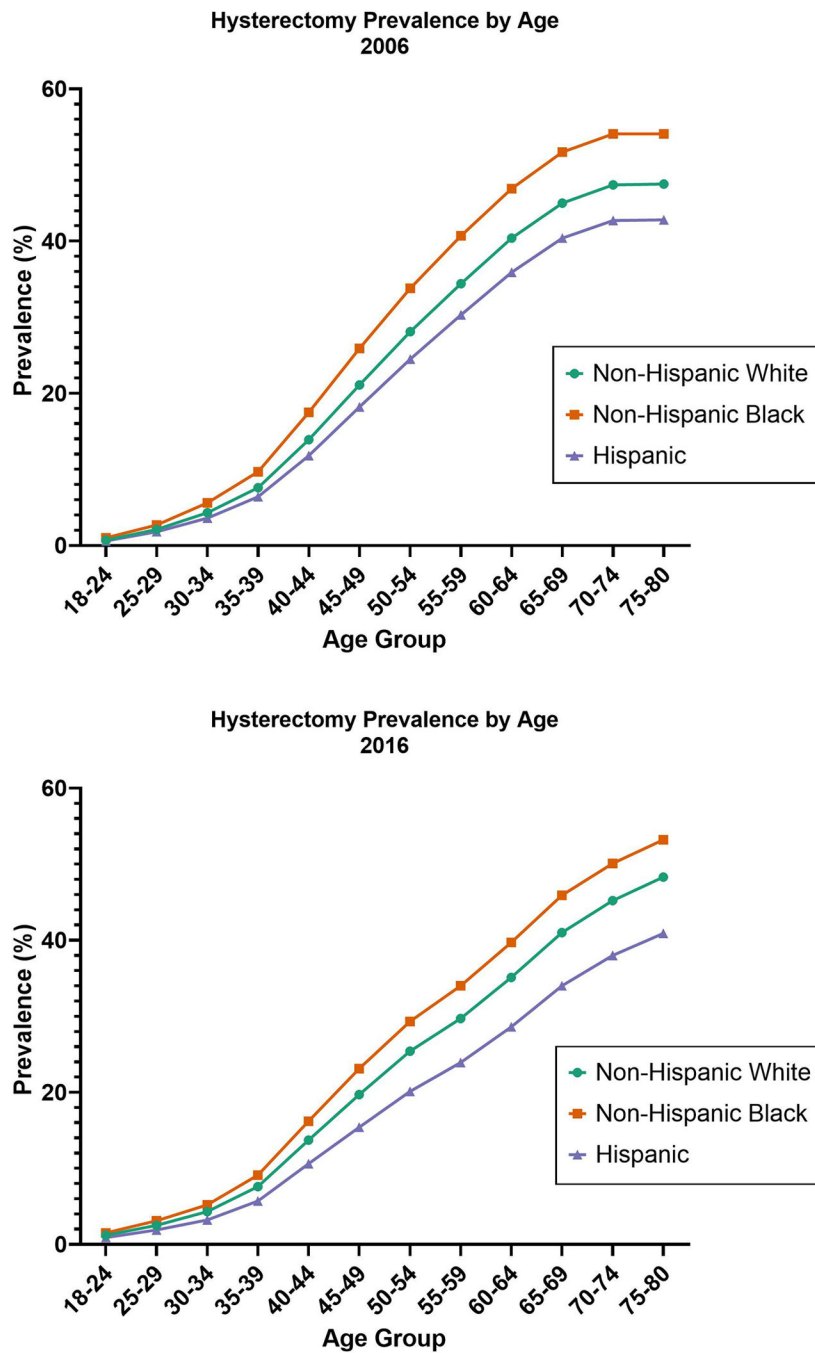 Hysterectomy Prevalence by Age
2006
Prevalence (%)
60
40
20
0
Non-Hispanic White
Non-Hispanic Black
Hispanic
18-24 25-29 30-34 35-39 40-44 45-49 50-54 55-59 60-64 65-69 70-74 75-80
Age Group
Hysterectomy Prevalence by Age
2016
Prevalence (%)
60
40
20
0
Non-Hispanic White
Non-Hispanic Black
Hispanic
18-24 25-29 30-34 35-39 40-44 45-49 50-54 55-59 60-64 65-69 70-74 75-80
Age Group